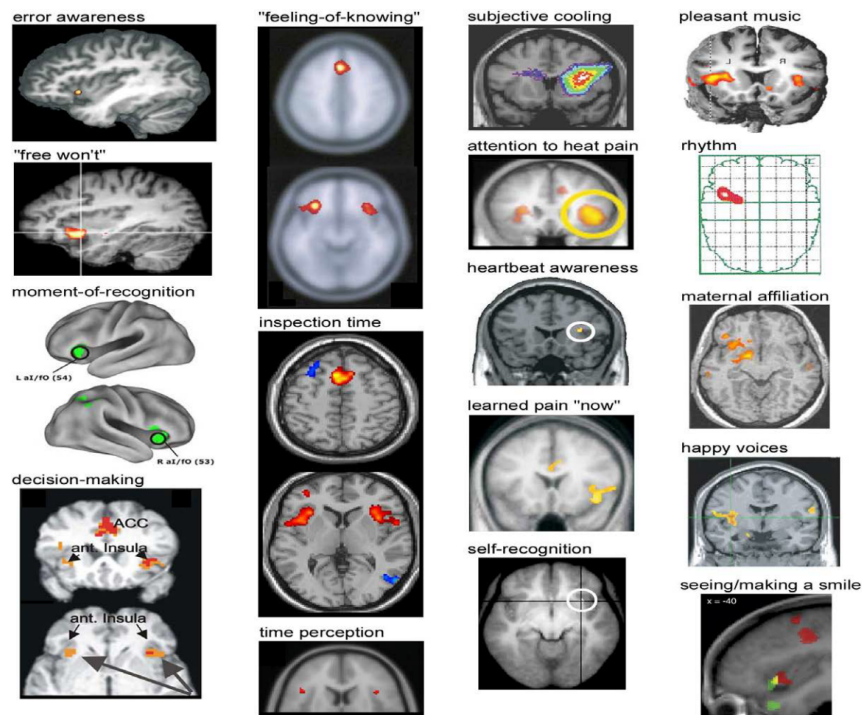 error awareness
"free won't"
moment-of-recognition
L aI/fO (54)
R aI/fO (53)
decision-making
ACC
ant. Insula
ant. Insula
"feeling-of-knowing"
inspection time
time perception
subjective cooling
attention to heat pain
heartbeat awareness
learned pain "now"
self-recognition
pleasant music
L
R
rhythm
maternal affiliation
happy voices
seeing/making a smile
x = -40